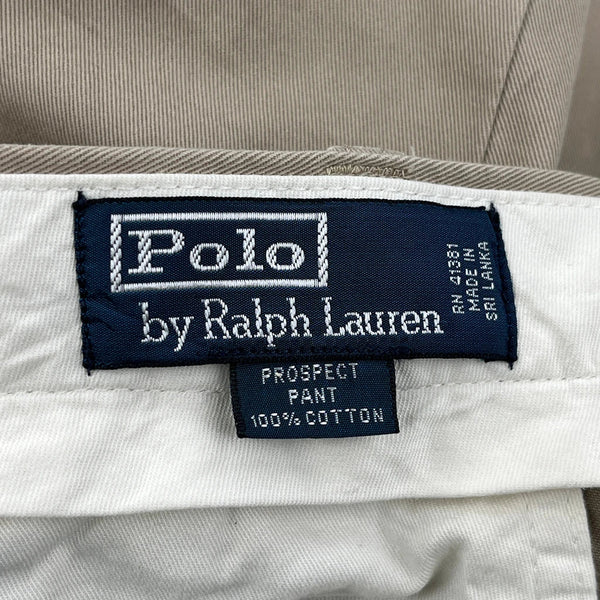 Polo
by Ralph Lauren
RN 41381
MADE IN
SRI LANKA
PROSPECT
PANT
100% COTTON